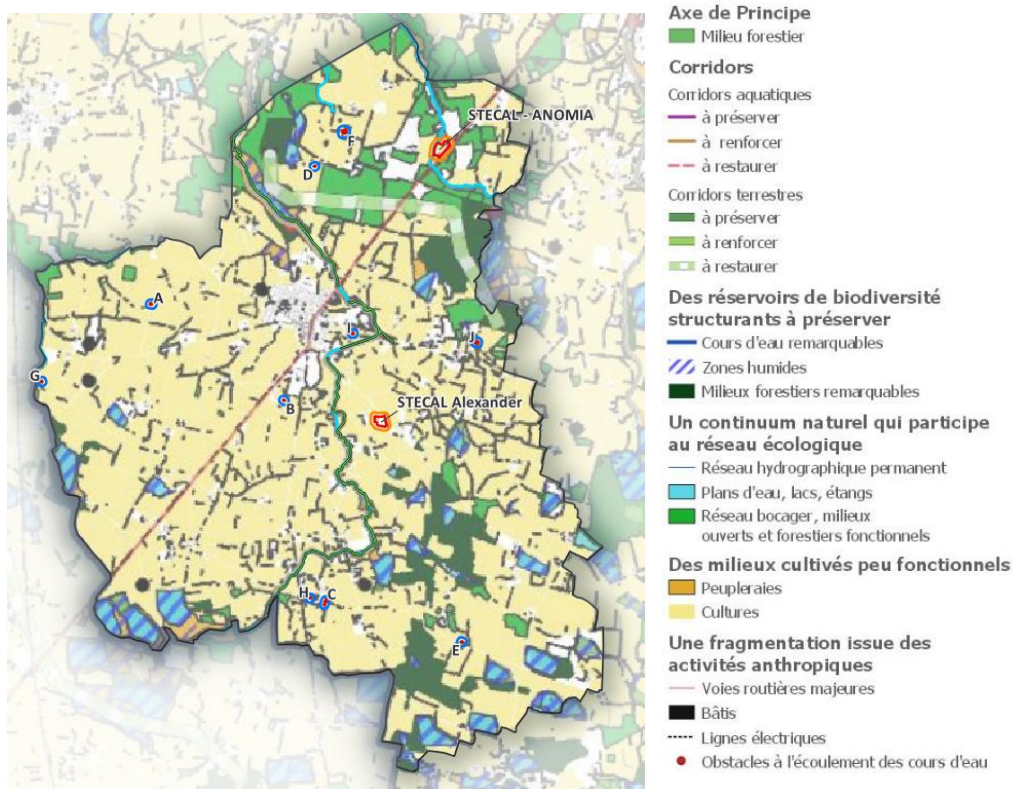 STECAL - ANOMIA
F
D
A
I
J
G
B
STECAL Alexander
H
C
E
Axe de Principe
Milieu forestier
Corridors
Corridors aquatiques
à préserver
à renforcer
à restaurer
Corridors terrestres
à préserver
à renforcer
à restaurer
Des réservoirs de biodiversité
structurants à préserver
Cours d'eau remarquables
Zones humides
Milieux forestiers remarquables
Un continuum naturel qui participe
au réseau écologique
Réseau hydrographique permanent
Plans d'eau, lacs, étangs
Réseau bocager, milieux
ouverts et forestiers fonctionnels
Des milieux cultivés peu fonctionnels
Peupleraies
Cultures
Une fragmentation issue des
activités anthropiques
Voies routières majeures
Bâtis
Lignes électriques
Obstacles à l'écoulement des cours d'eau